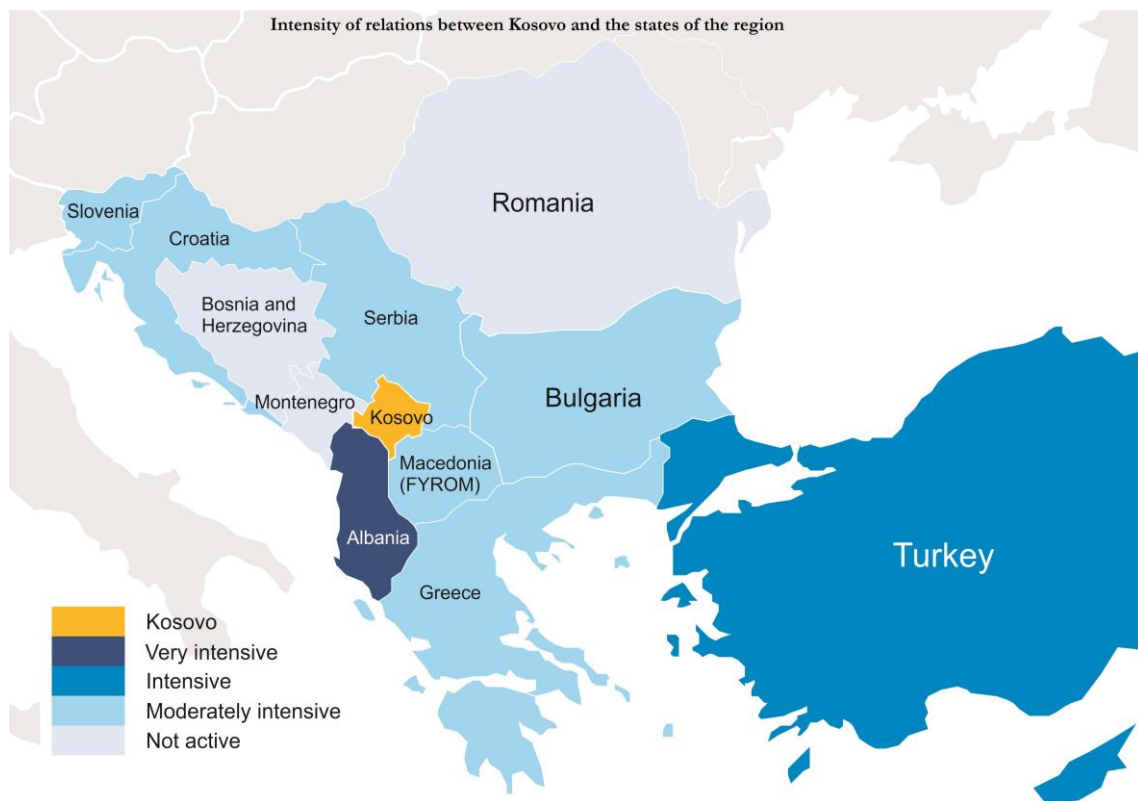 Intensity of relations between Kosovo and the states of the region
Slovenia
Croatia
Romania
Bosnia and
Herzegovina
Serbia
Montenegro
Kosovo
Bulgaria
Macedonia
(FYROM)
Albania
Greece
Turkey
Kosovo
Very intensive
Intensive
Moderately intensive
Not active